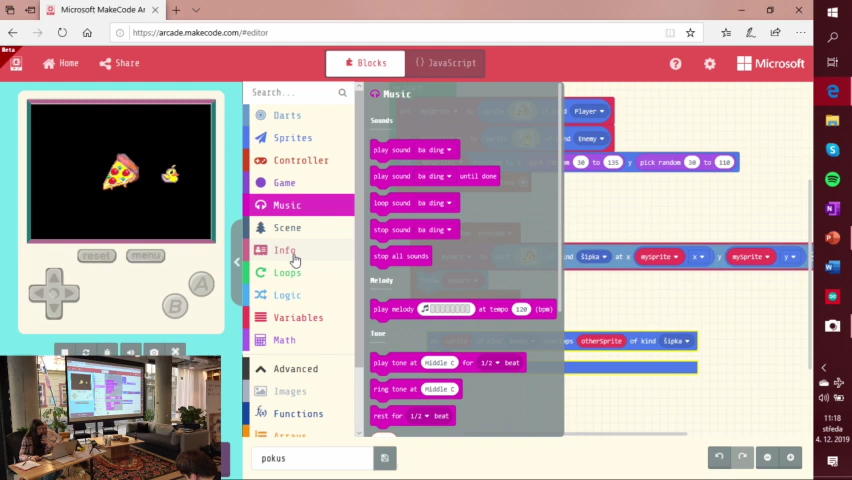 Microsoft MakeCode Ar
https://arcade.makecode.com/#editor
Beta
Home
Share
Blocks
JavaScript
Microsoft
reset
menu
A
B
Search...
Darts
Sprites
Controller
Game
Music
Scene
Info
Loops
Logic
Variables
Math
Advanced
Images
Functions
Arrays
Music
Sounds
play sound ba ding
play sound ba ding until done
loop sound ba ding
stop sound ba ding
stop all sounds
Melody
play melody at tempo 120 (bpm)
Tone
play tone at Middle C for 1/2 beat
ring tone at Middle C
rest for 1/2 beat
Player
Enemy
pick random 30 to 135 y pick random 30 to 110
šipka at x mySprite x y mySprite y
otherSprite of kind šipka
pokus
11:18
středa
4. 12. 2019